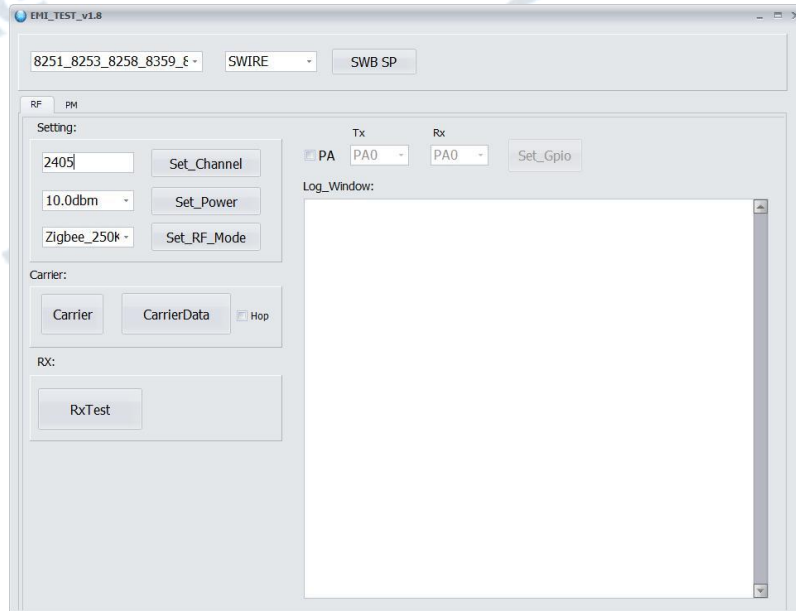 EMI_TEST_v1.8
8251_8253_8258_8359_8 SWIRE SWB SP
RF PM
Setting:
2405 Set_Channel
10.0dbm Set_Power
Zigbee_250K Set_RF_Mode
Carrier:
Carrier CarrierData Hop
RX:
RxTest
Tx Rx
PA PA0 PA0 Set_Gpio
Log_Window: